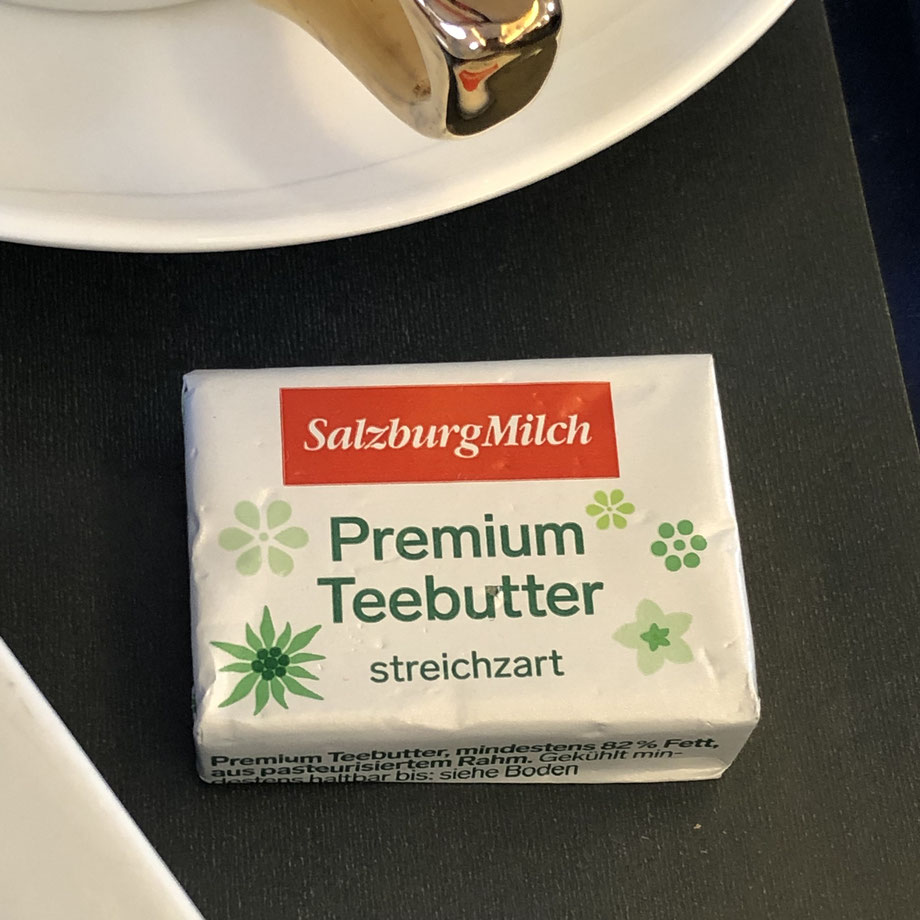 SalzburgMilch
Premium
Teebutter
streichzart
Premium Teebutter, mindestens 82 % Fett,
aus pasteurisiertem Rahm. Gekühlt min-
destens haltbar bis: siehe Boden